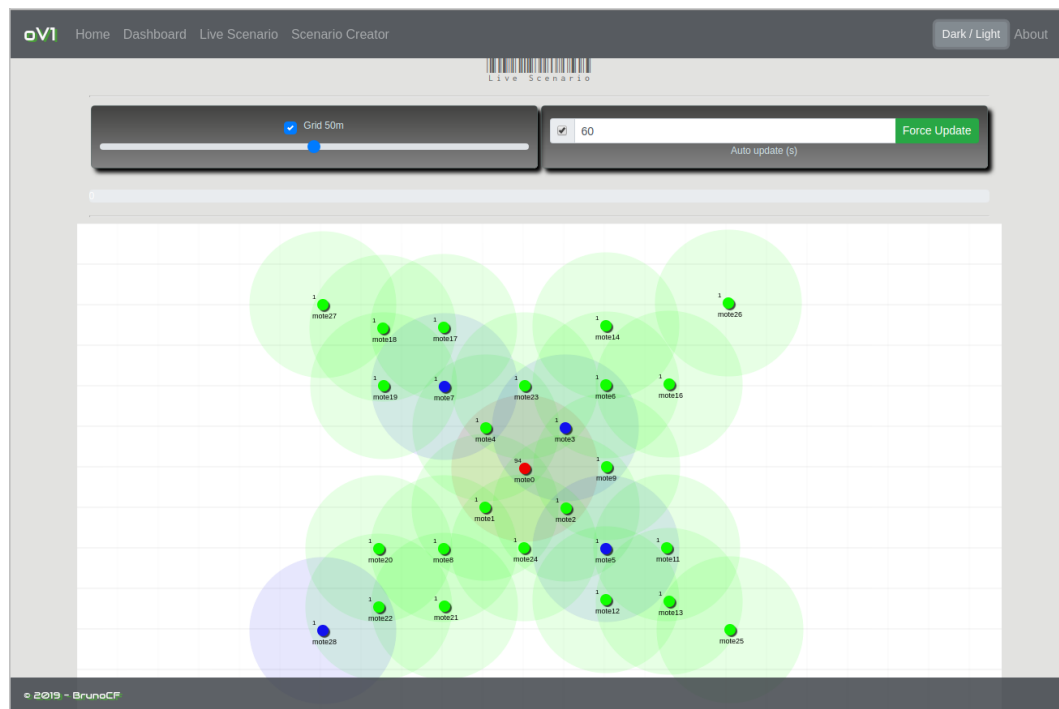 oV1 Home Dashboard Live Scenario Scenario Creator Dark / Light About
Live Scenario
Grid 50m
60 Force Update
Auto update (s)
0
1
mote27
1
mote26
1
mote18
1
mote17
1
mote14
1
mote19
1
mote7
1
mote23
1
mote6
1
mote16
1
mote4
1
mote3
94
mote0
1
mote9
1
mote1
1
mote2
1
mote20
1
mote8
1
mote24
1
mote5
1
mote11
1
mote22
1
mote21
1
mote12
1
mote13
1
mote28
1
mote25
© 2019 - BrunoCF